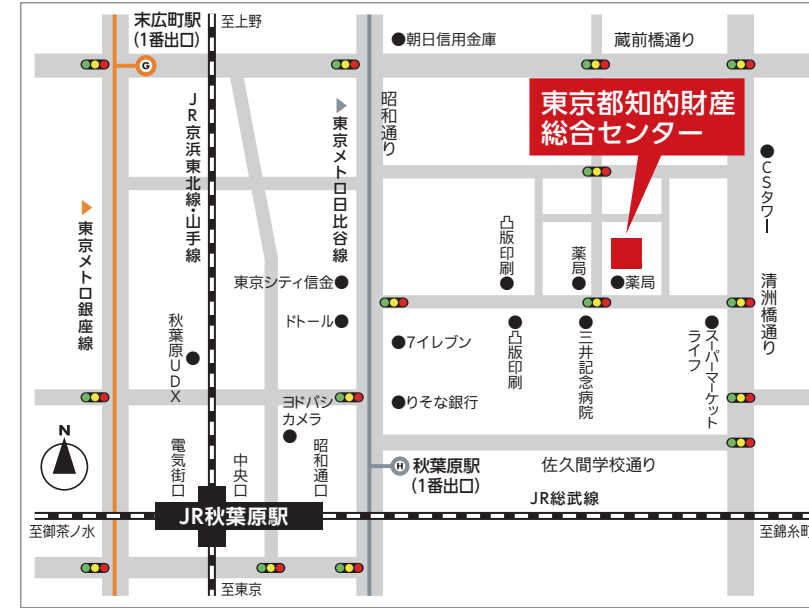 末広町駅
(1番出口)
至上野
朝日信用金庫
蔵前橋通り
G
JR京浜東北線・山手線
東京メトロ日比谷線
昭和通り
東京都知的財産
総合センター
CSタワー
東京メトロ銀座線
凸版印刷
薬局
薬局
東京シティ信金
清洲橋通り
ドトール
秋葉原UDX
7イレブン
凸版印刷
三井記念病院
スーパーマーケット
ライフ
ヨドバシ
カメラ
りそな銀行
N
電気街口
中央口
昭和通口
H
秋葉原駅
(1番出口)
佐久間学校通り
JR総武線
JR秋葉原駅
至御茶ノ水
至錦糸町
至東京